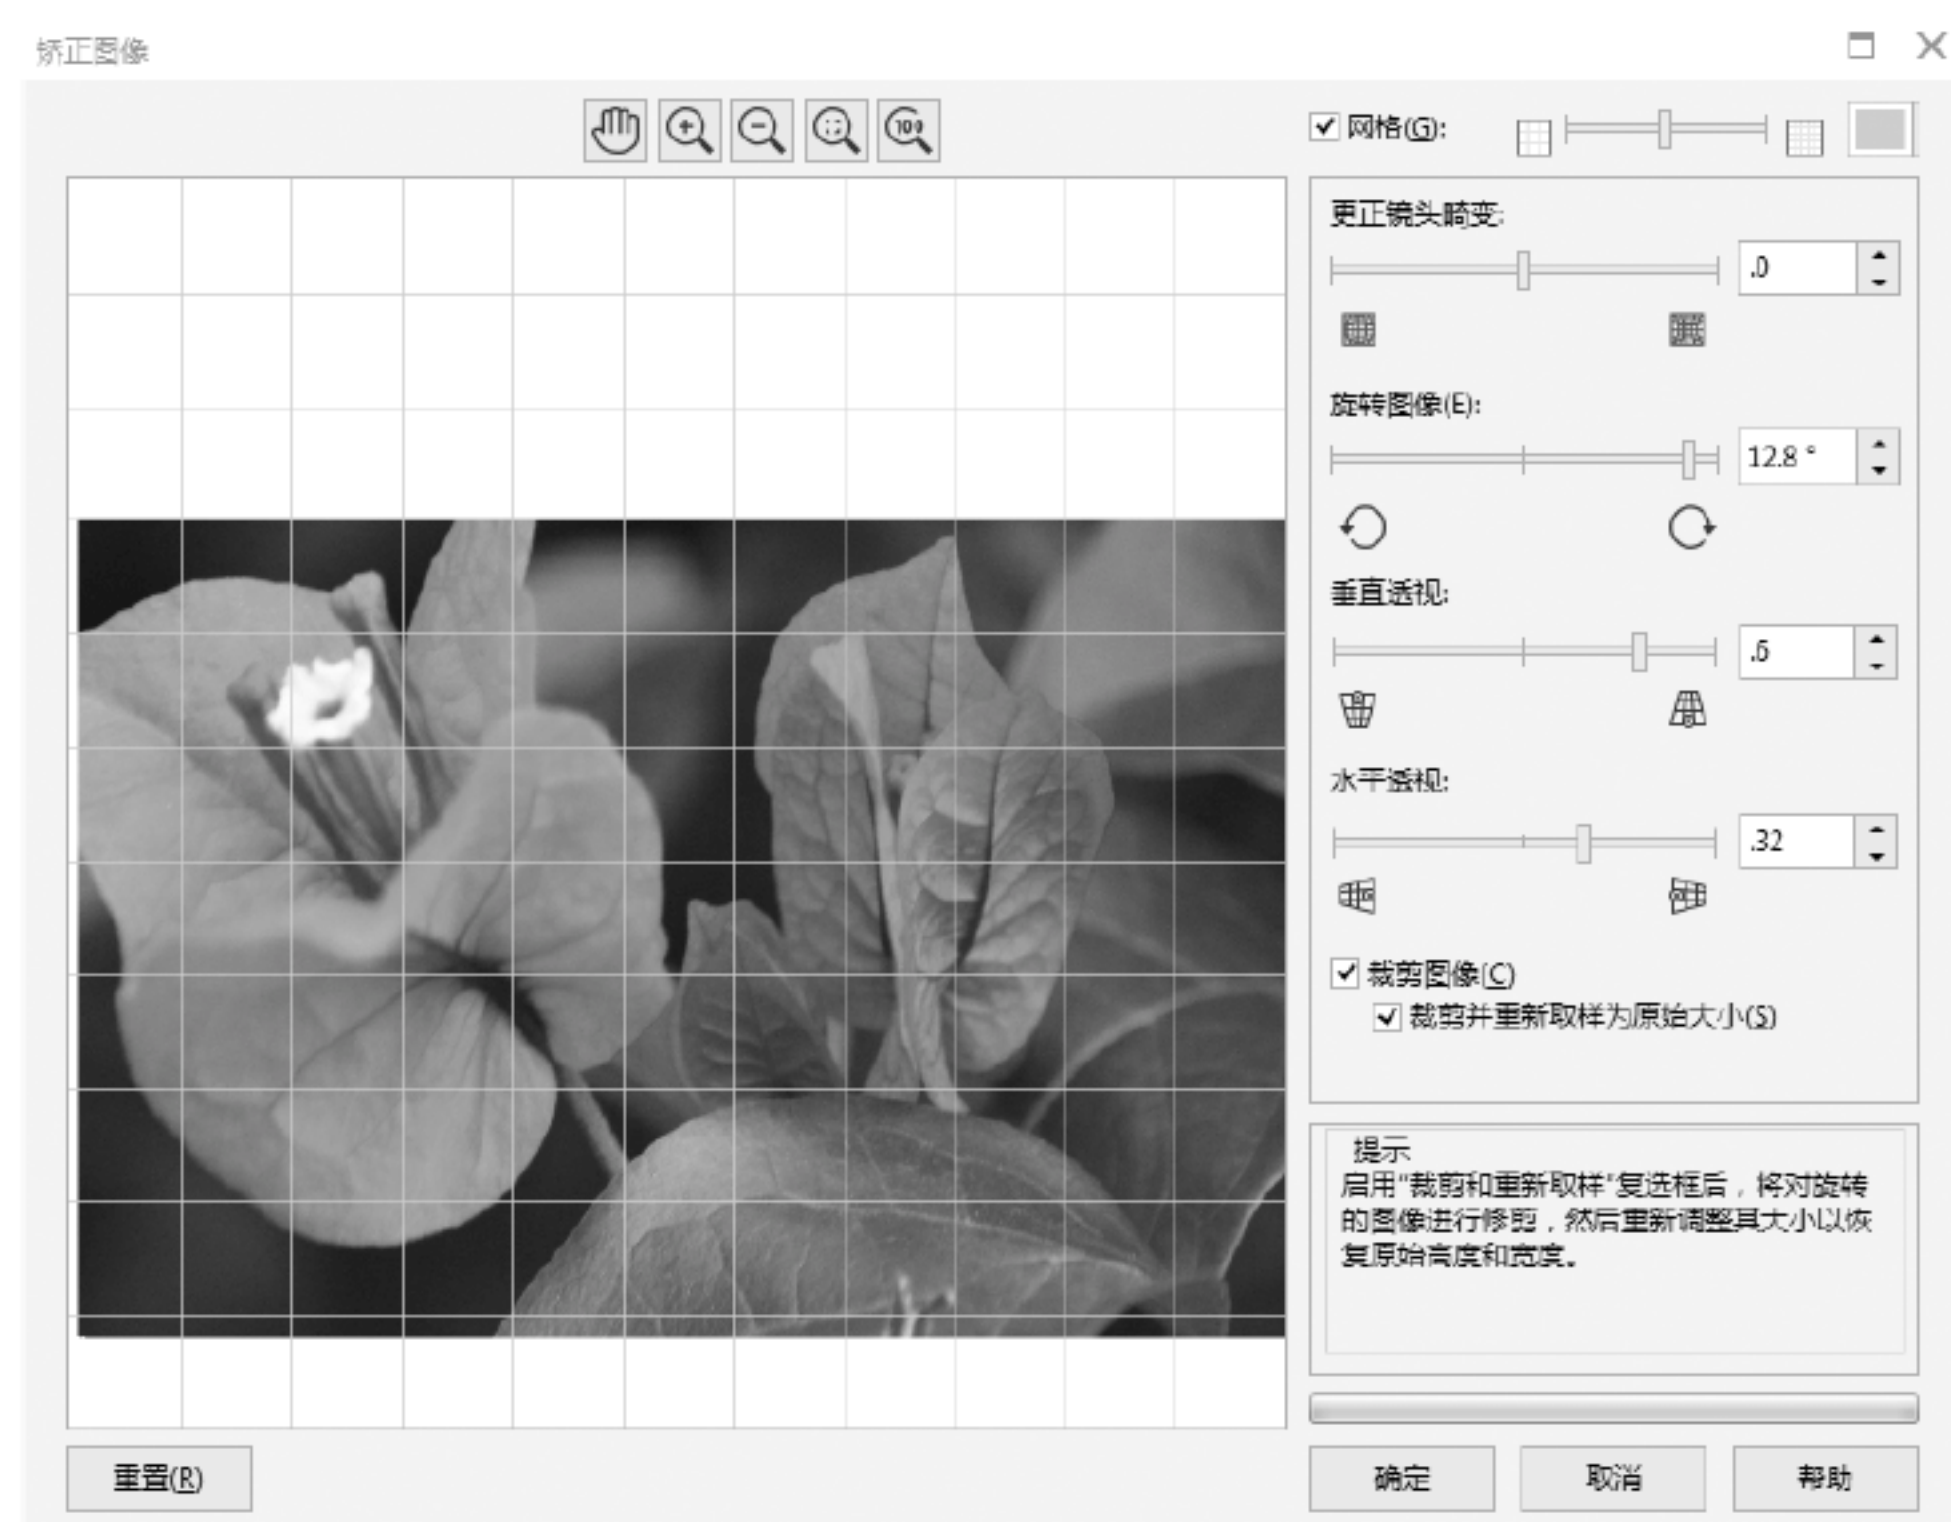 矫正图像
100
网格(G):
更正镜头畸变:
.0
旋转图像(E):
12.8 °
垂直透视:
.6
水平透视:
.32
裁剪图像(C)
裁剪并重新取样为原始大小(S)
提示
启用"裁剪和重新取样"复选框后，将对旋转
的图像进行修剪，然后重新调整其大小以恢
复原始高度和宽度。
重置(R)
确定
取消
帮助